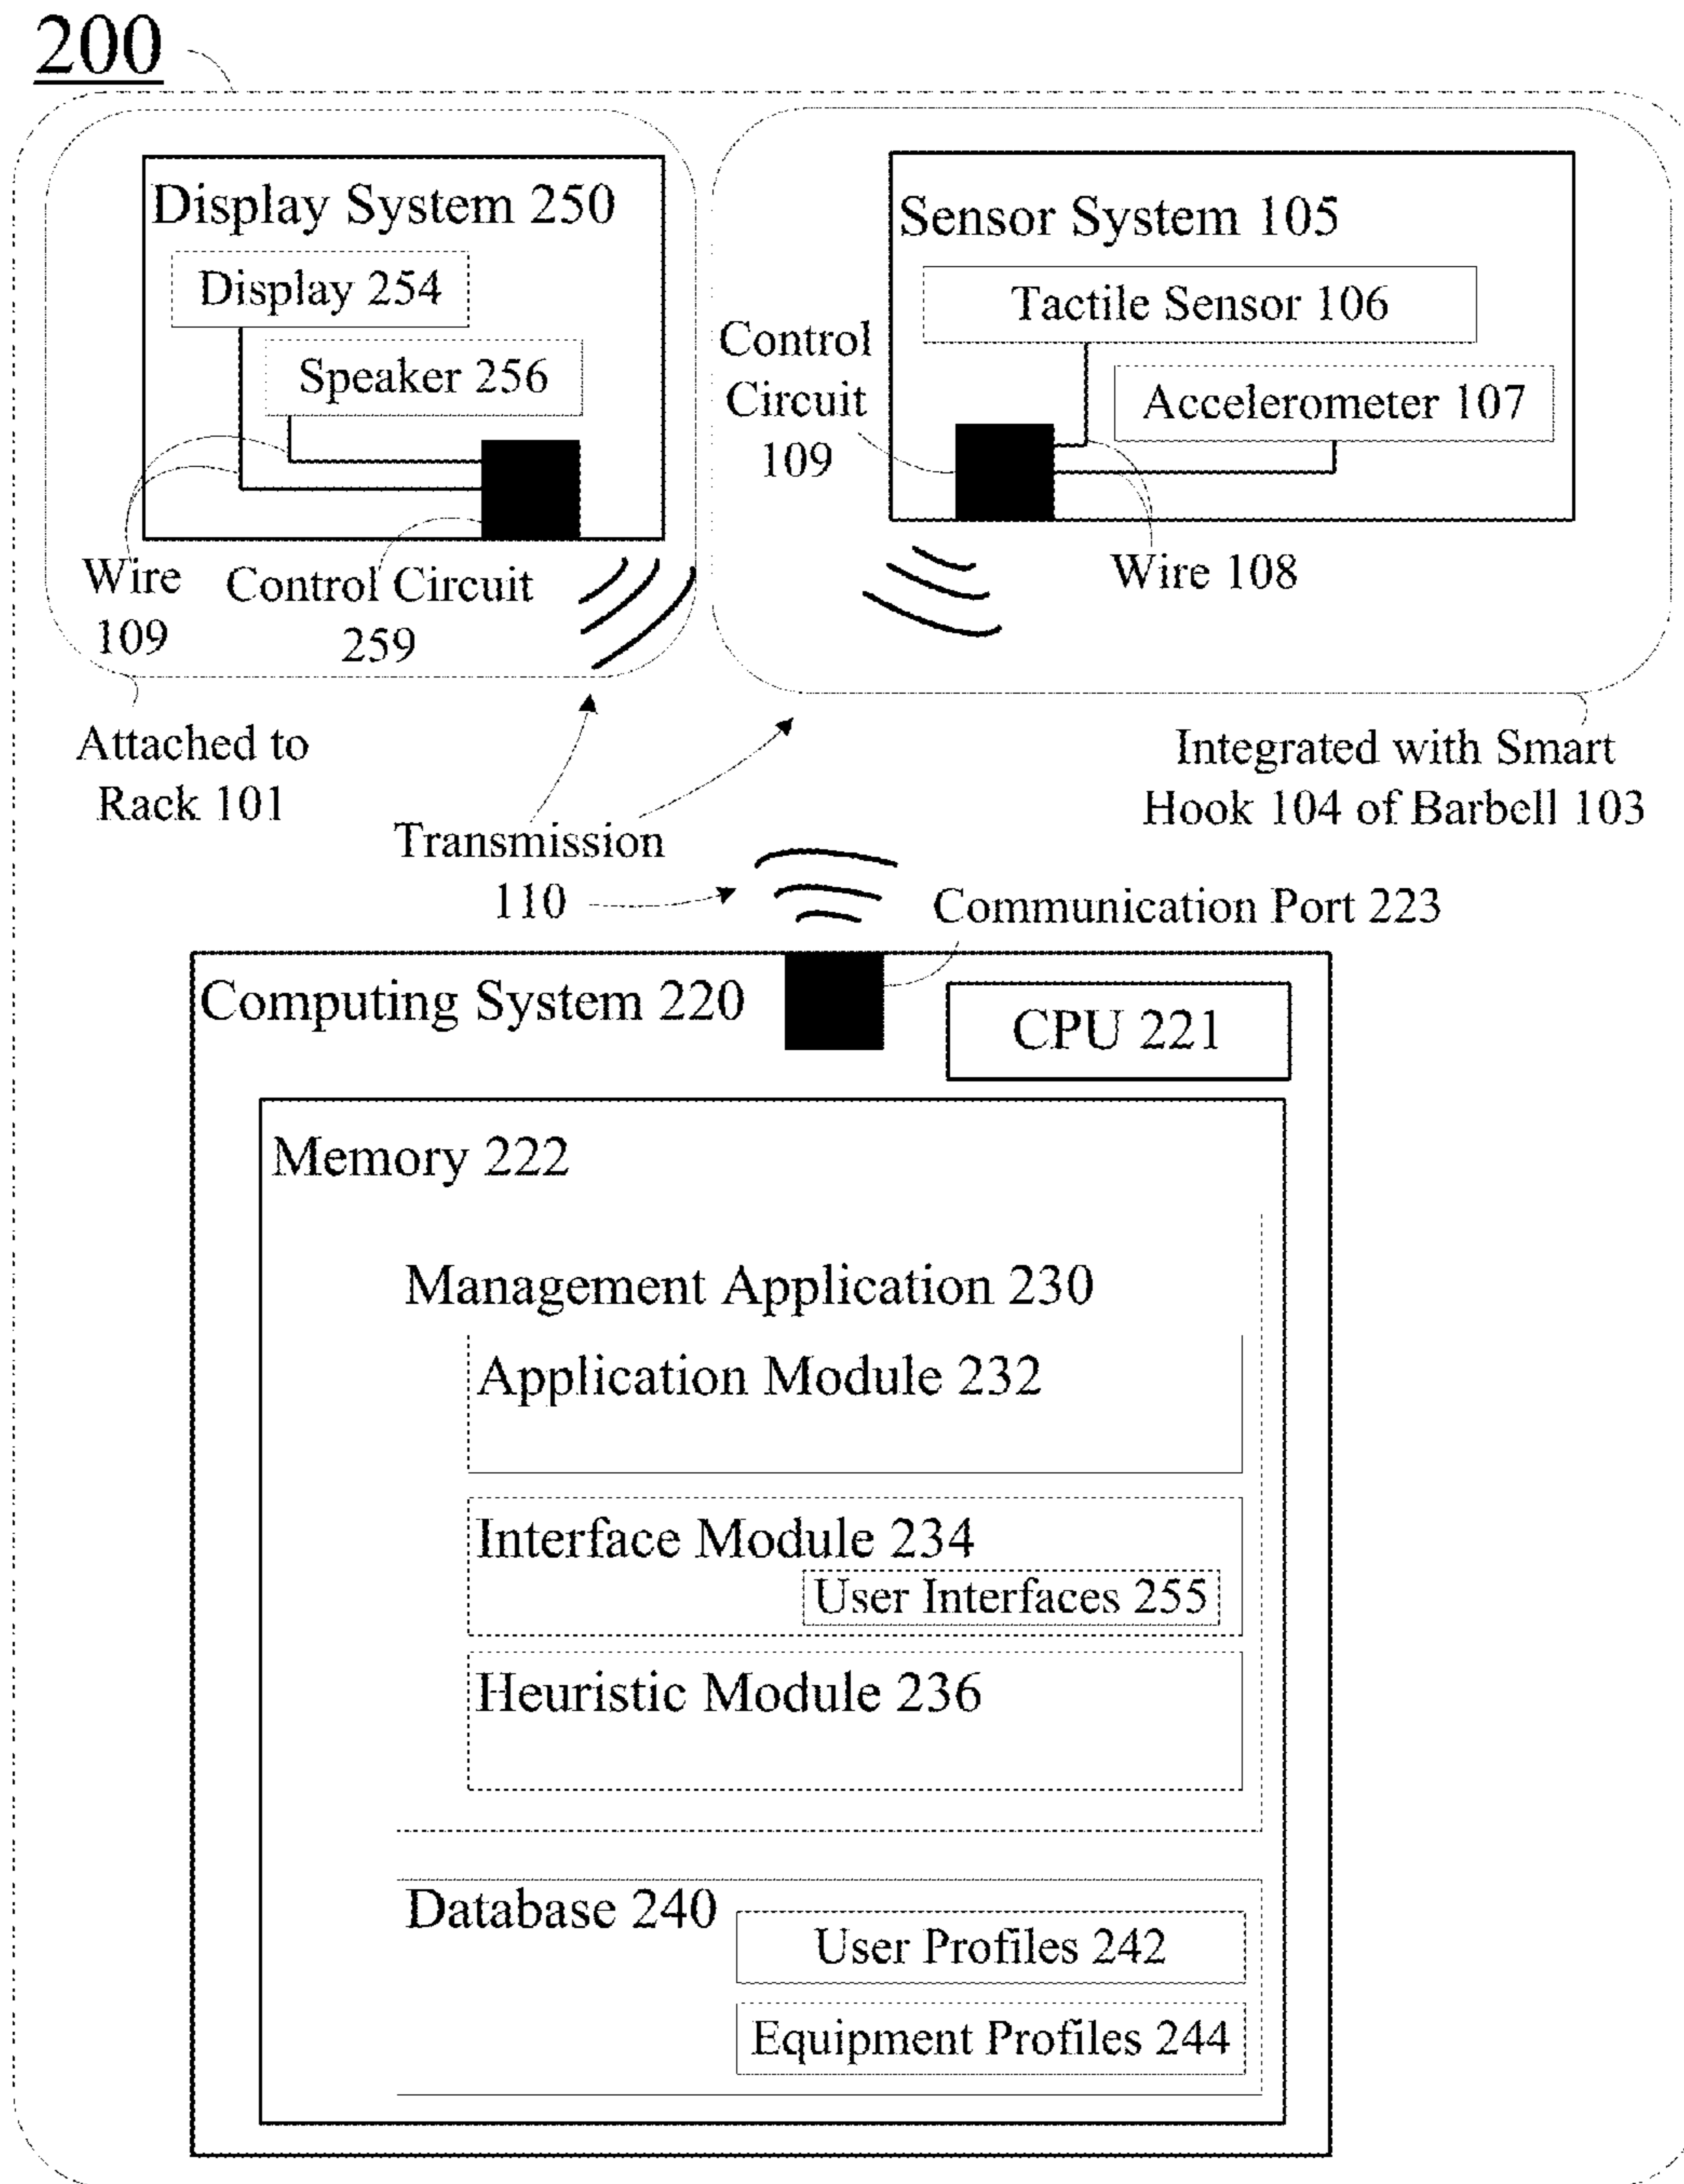 200
Display System 250
Display 254
Speaker 256
Wire
109
Control Circuit
259
Attached to
Rack 101
Sensor System 105
Tactile Sensor 106
Accelerometer 107
Control
Circuit
109
Wire 108
Integrated with Smart
Hook 104 of Barbell 103
Transmission
110
Communication Port 223
Computing System 220
CPU 221
Memory 222
Management Application 230
Application Module 232
Interface Module 234
User Interfaces 255
Heuristic Module 236
Database 240
User Profiles 242
Equipment Profiles 244